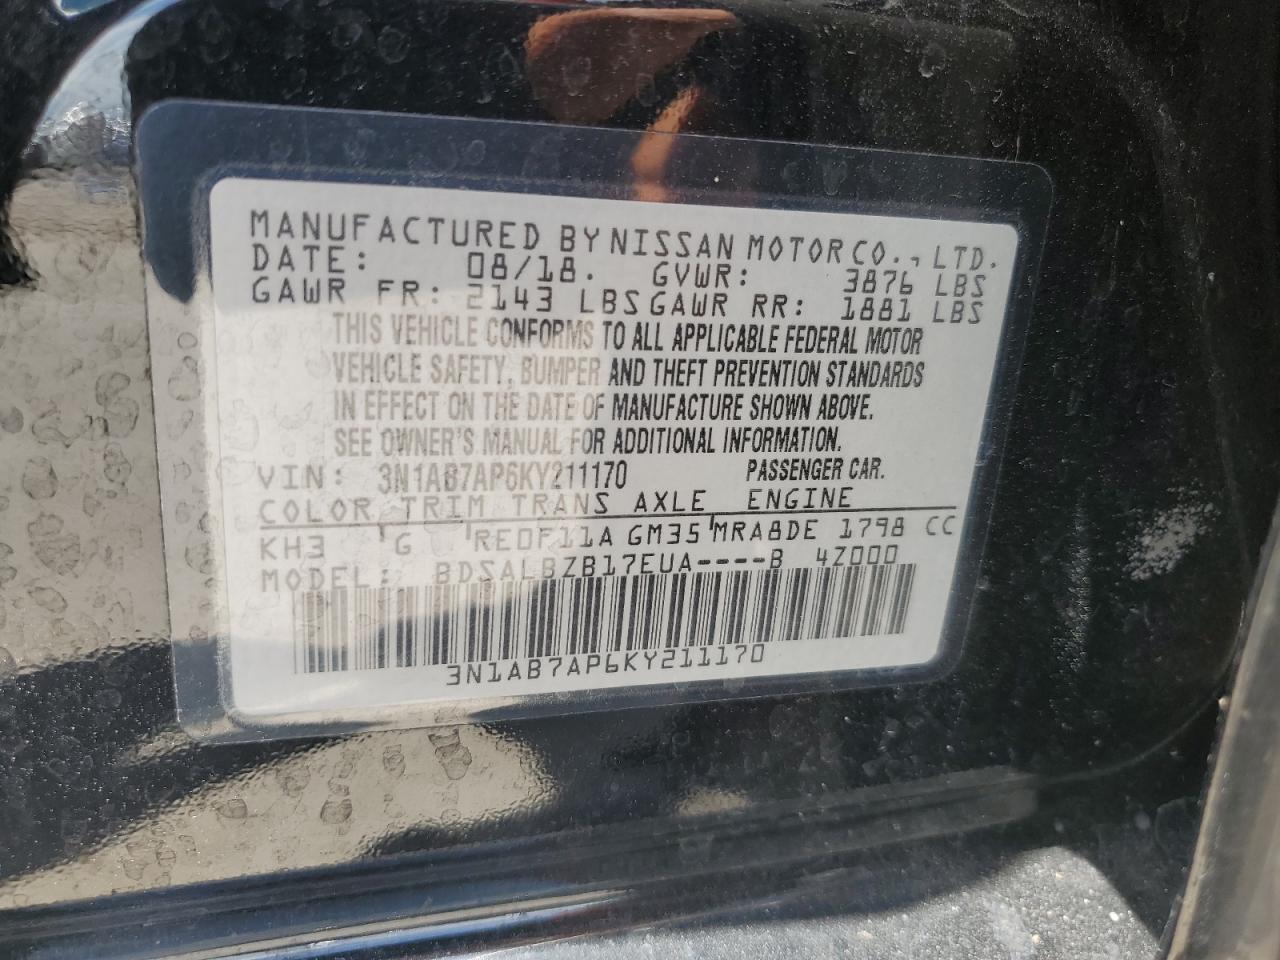 MANUFACTURED BY NISSAN MOTOR CO., LTD.
DATE: 08/18. GVWR: 3876 LBS
GAWR FR: 2143 LBS GAWR RR: 1881 LBS
THIS VEHICLE CONFORMS TO ALL APPLICABLE FEDERAL MOTOR
VEHICLE SAFETY, BUMPER AND THEFT PREVENTION STANDARDS
IN EFFECT ON THE DATE OF MANUFACTURE SHOWN ABOVE.
SEE OWNER'S MANUAL FOR ADDITIONAL INFORMATION.
VIN: 3N1AB7AP6KY211170 PASSENGER CAR.
COLOR TRIM TRANS AXLE ENGINE
KH3 G RE0F11A GM35 MRA8DE 1798 CC
MODEL: BDSALBZB17EUA----B 4Z000
3N1AB7AP6KY211170